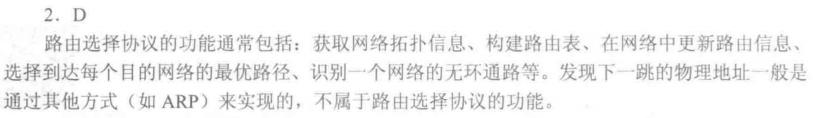 2．D
路由选择协议的功能通常包括：获取网络拓扑信息、构建路由表、在网络中更新路由信息、
选择到达每个目的网络的最优路径、识别一个网络的无环通路等。发现下一跳的物理地址一般是
通过其他方式（如 ARP）来实现的，不属于路由选择协议的功能。